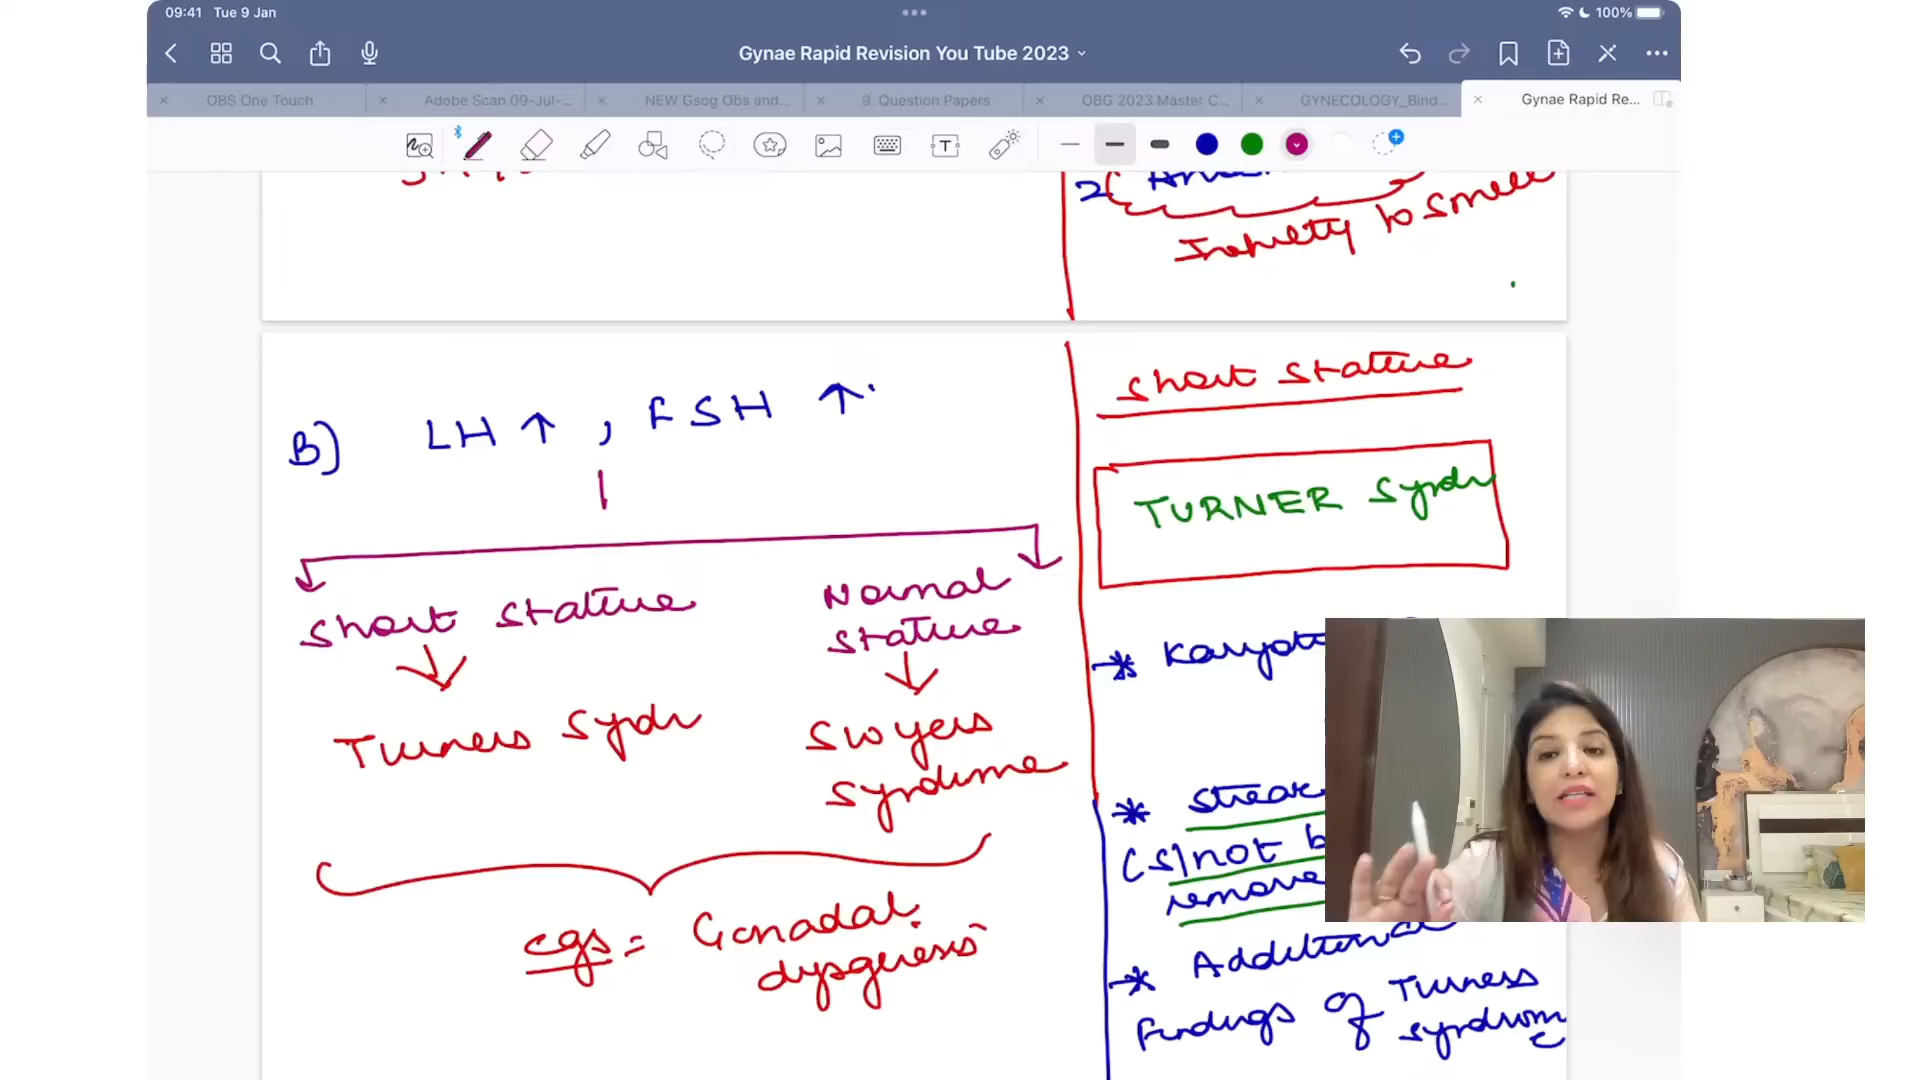 09:41 Tue 9 Jan
100%
Gynae Rapid Revision You Tube 2023
OBS One Touch
Adobe Scan 09-Jul-...
NEW Gsog Obs and...
9. Question Papers
OBG 2023 Master C...
GYNECOLOGY_Bind...
Gynae Rapid Re...
2(
to smell
B) LH ↑ , FSH ↑
Short stature
Turners Syndr
Normal
stature
Swyers
syndrome
egs = Gonadal
dysgenesis
Short stature
TURNER Syndr
* Karyot
* streak
(s) not b
remove
* Additional
findings of Turners
syndrome